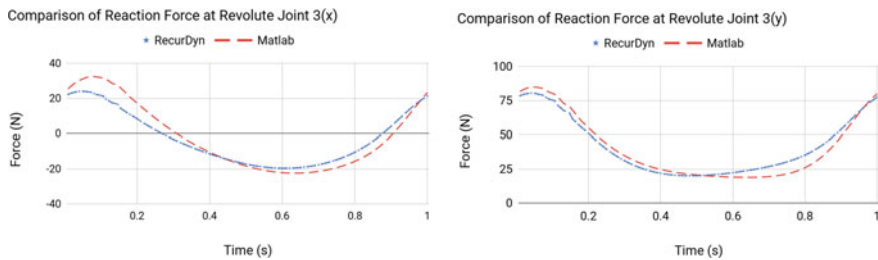 Comparison of Reaction Force at Revolute Joint 3(x)
RecurDyn Matlab
40
20
0
-20
-40
Force (N)
0.2 0.4 0.6 0.8 1
Time (s)
Comparison of Reaction Force at Revolute Joint 3(y)
RecurDyn Matlab
100
75
50
25
0
Force (N)
0.2 0.4 0.6 0.8 1
Time (s)